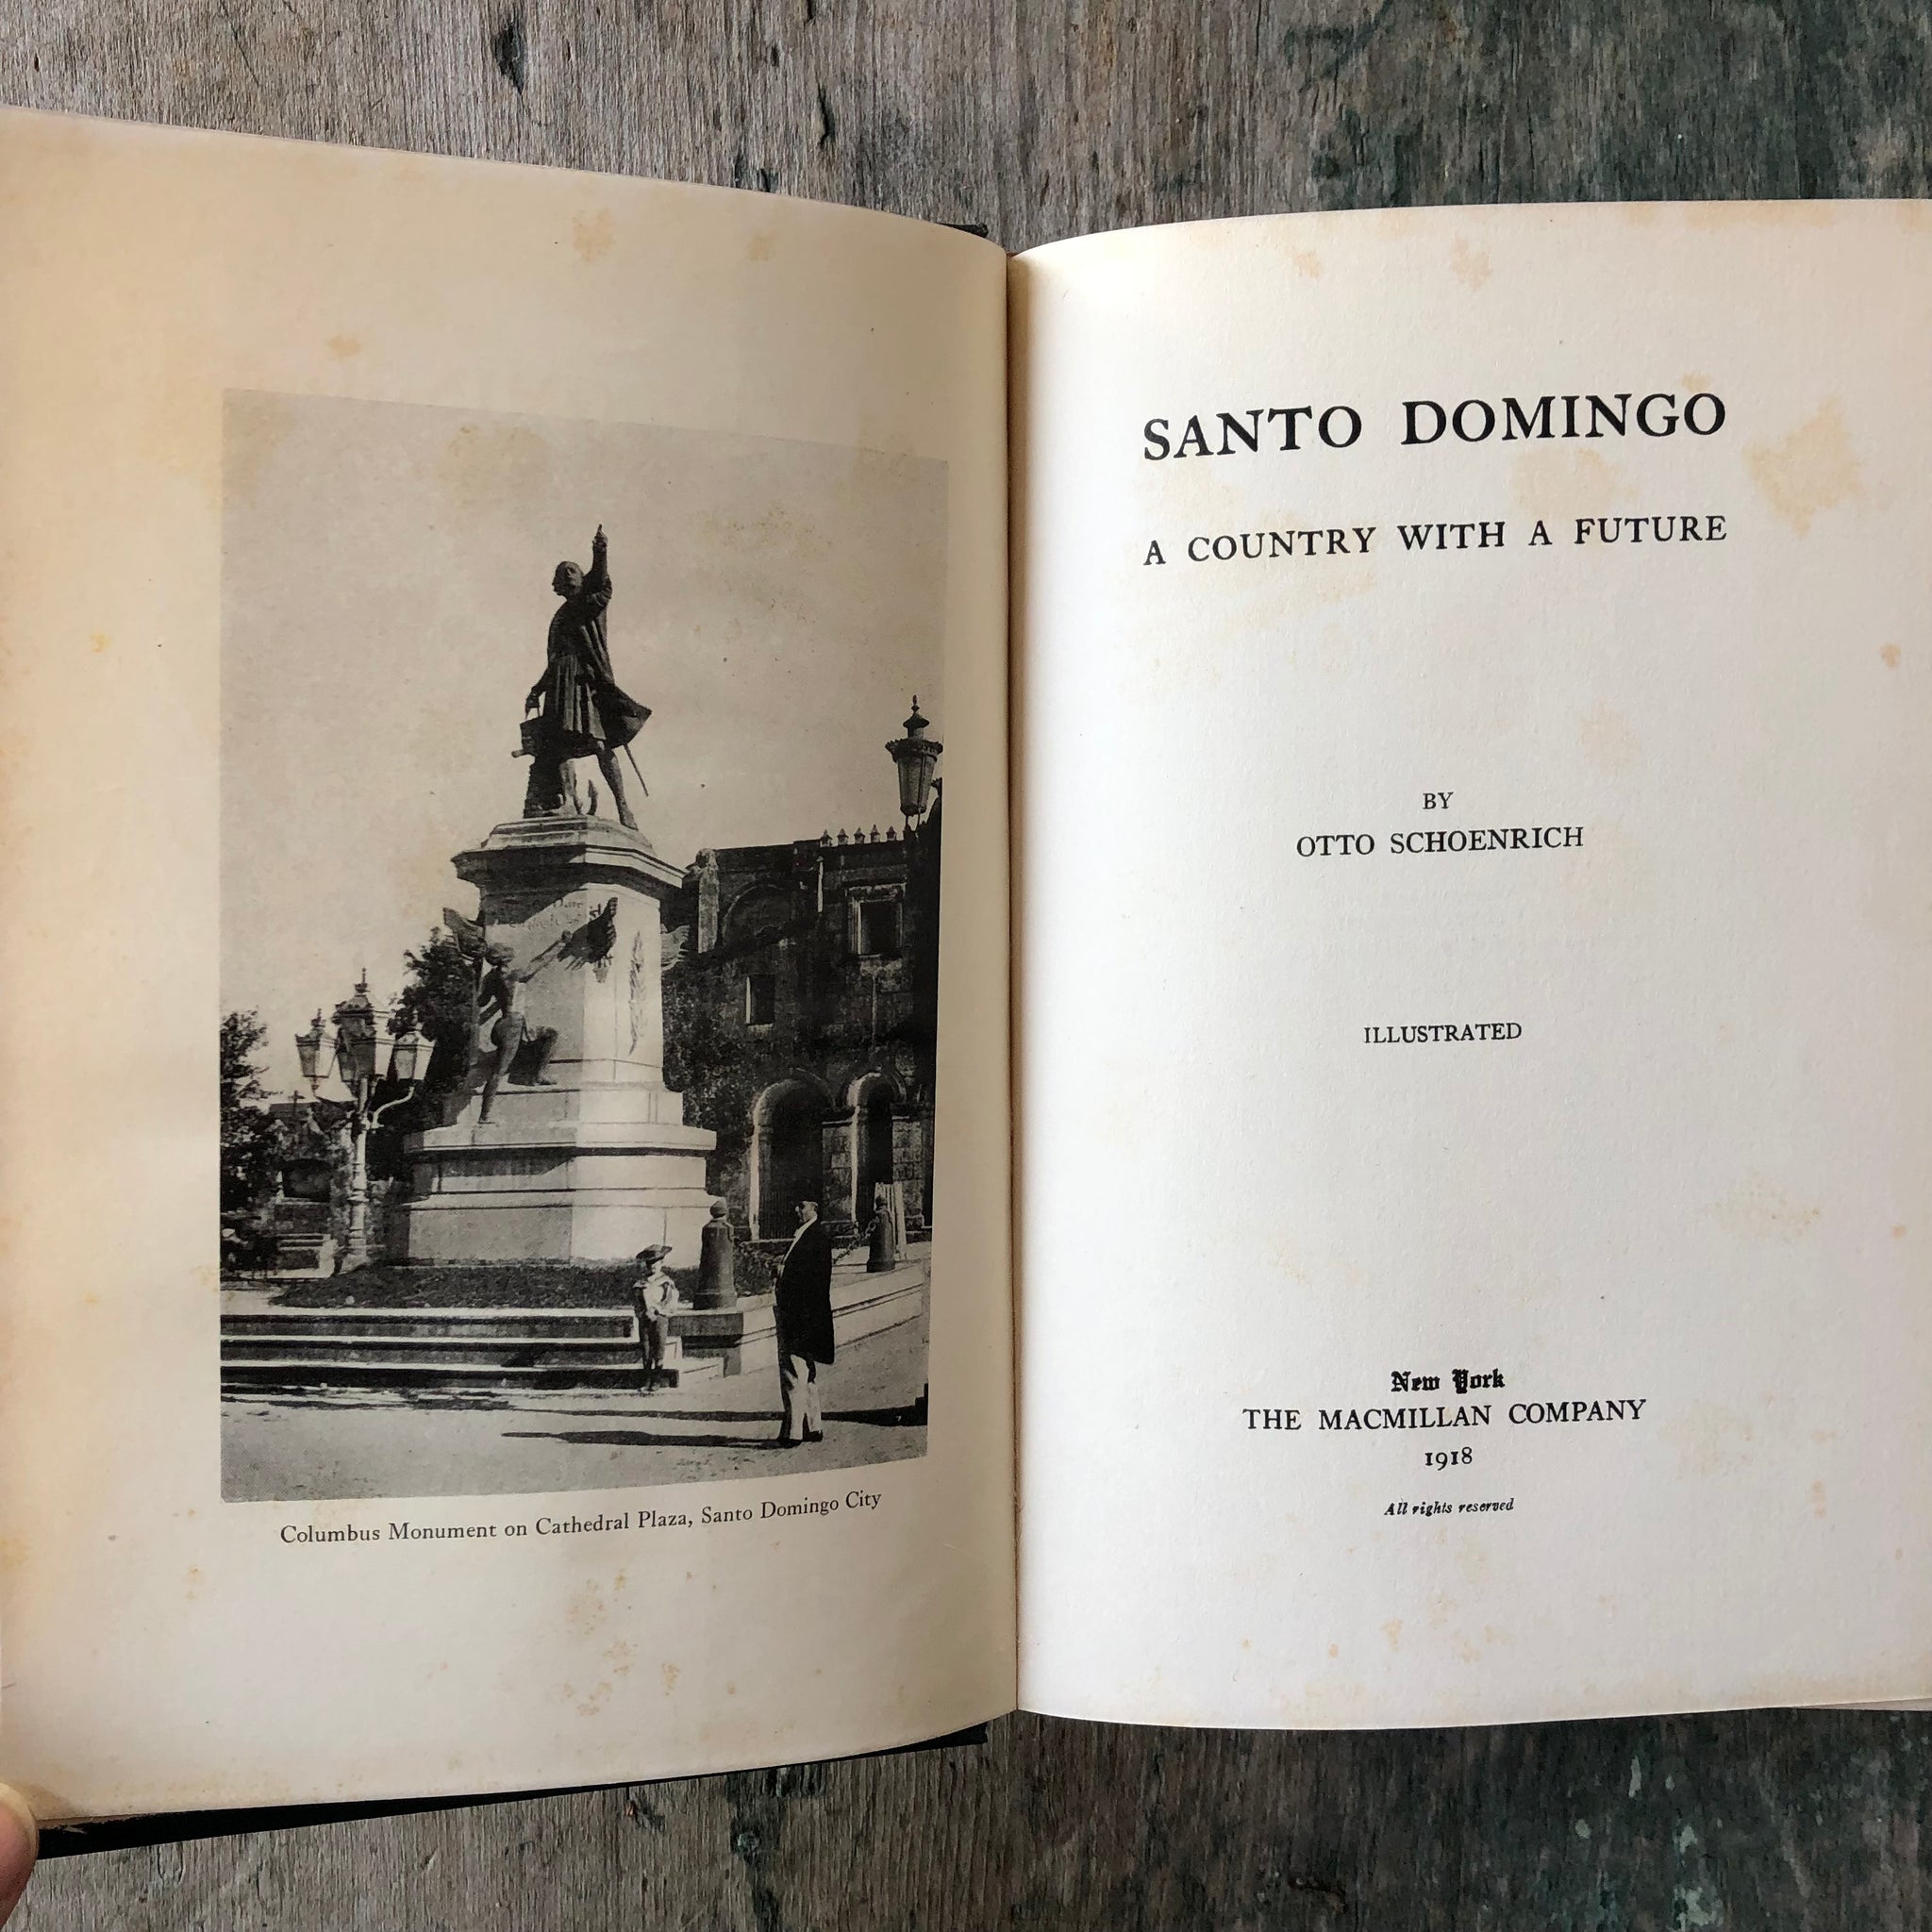 Columbus Monument on Cathedral Plaza, Santo Domingo City
SANTO DOMINGO
A COUNTRY WITH A FUTURE
BY
OTTO SCHOENRICH
ILLUSTRATED
New York
THE MACMILLAN COMPANY
1918
All rights reserved